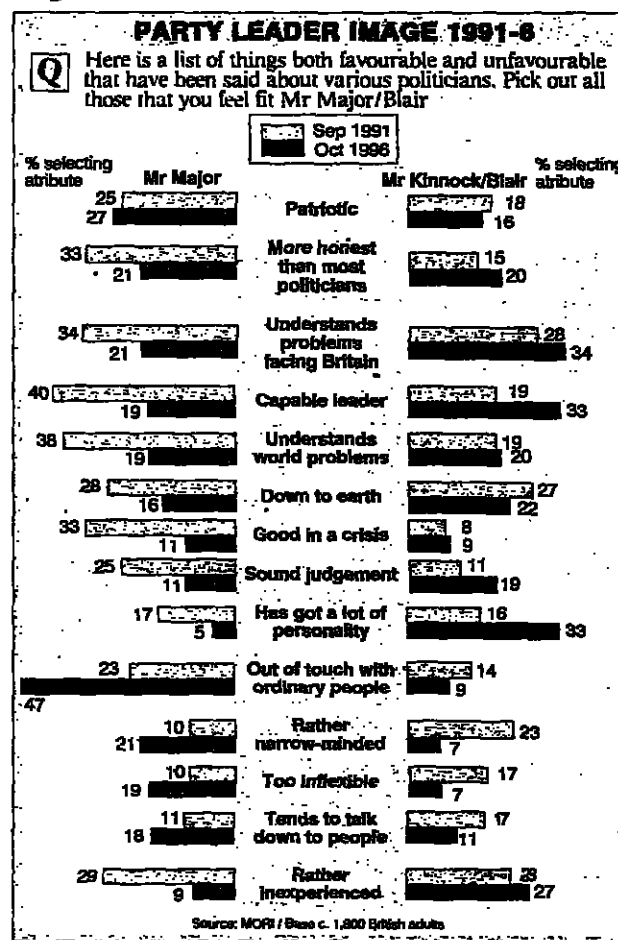 PARTY LEADER IMAGE 1991-6
Q Here is a list of things both favourable and unfavourable
that have been said about various politicians. Pick out all
those that you feel fit Mr Major/Blair
Sep 1991
Oct 1996
% selecting
atribute
Mr Major
Mr Kinnock/Blair
% selecting
atribute
25 Patriotic 18
27 16
33 More honest 15
21 than most 20
politicians
34 Understands 28
21 problems 34
facing Britain
40 Capable leader 19
19 33
38 Understands 19
19 world problems 20
28 Down to earth 27
16 22
33 Good in a crisis 8
11 9
25 Sound judgement 11
11 19
17 Has got a lot of 16
5 personality 33
23 Out of touch with 14
47 ordinary people 9
10 Rather 23
21 narrow-minded 7
10 Too inflexible 17
19 7
11 Tends to talk 17
18 down to people 11
29 Rather
9 inexperienced 27
Source: MORI / Base c. 1,800 British adults